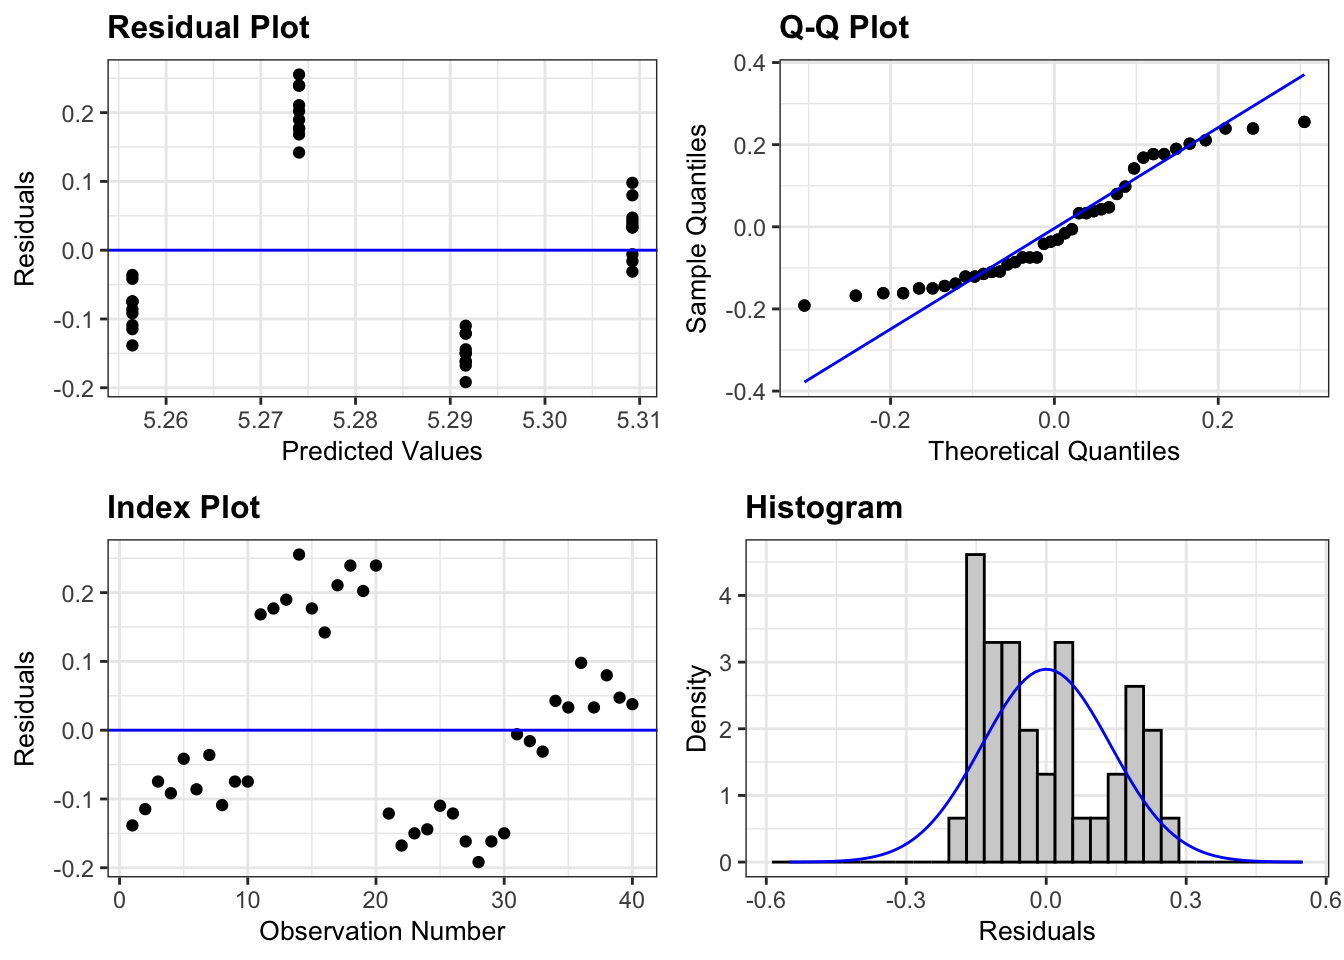 Residual Plot
0.2
0.1
0.0
-0.1
-0.2
Residuals
5.26 5.27 5.28 5.29 5.30 5.31
Predicted Values
Q-Q Plot
0.4
0.2
0.0
-0.2
-0.4
Sample Quantiles
-0.2 0.0 0.2
Theoretical Quantiles
Index Plot
0.2
0.1
0.0
-0.1
-0.2
Residuals
0 10 20 30 40
Observation Number
Histogram
4
3
2
1
0
Density
-0.6 -0.3 0.0 0.3 0.6
Residuals